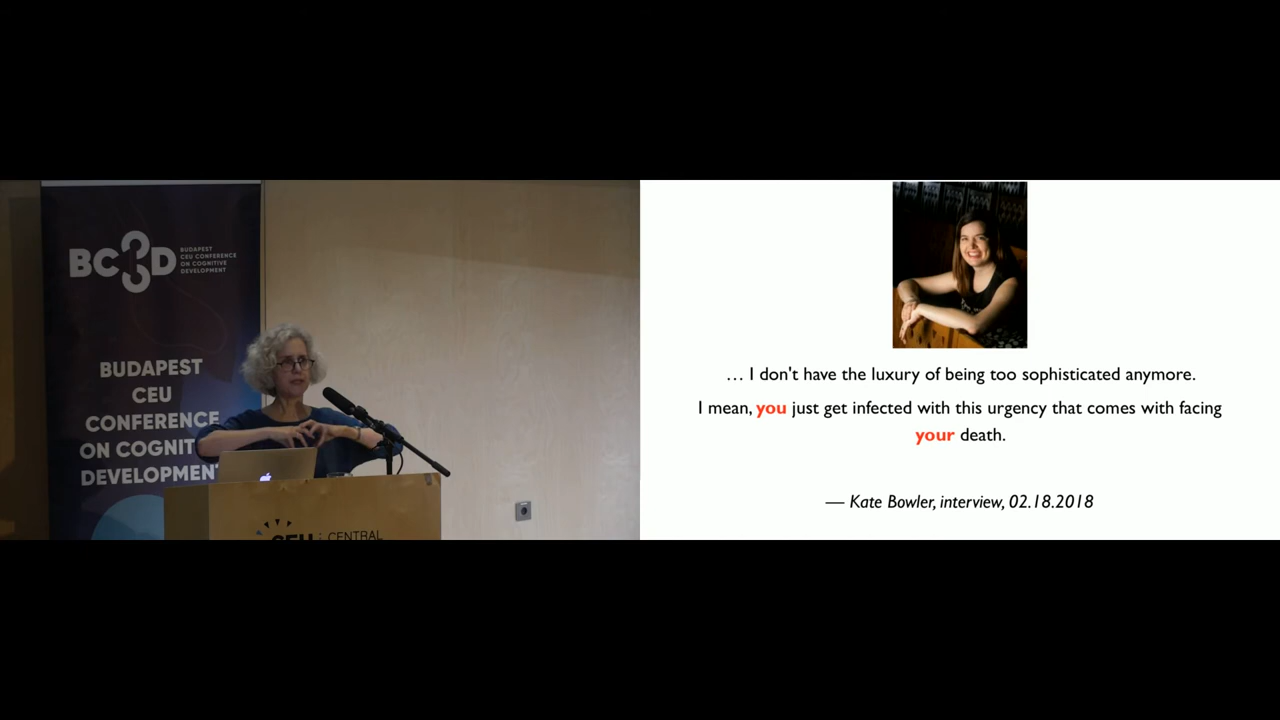 BC3D
BUDAPEST
CEU CONFERENCE
ON COGNITIVE
DEVELOPMENT
BUDAPEST
CEU
CONFERENCE
ON COGNIT
DEVELOPMEN
CEU : CENTRAL
… I don't have the luxury of being too sophisticated anymore.
I mean, you just get infected with this urgency that comes with facing
your death.
— Kate Bowler, interview, 02.18.2018